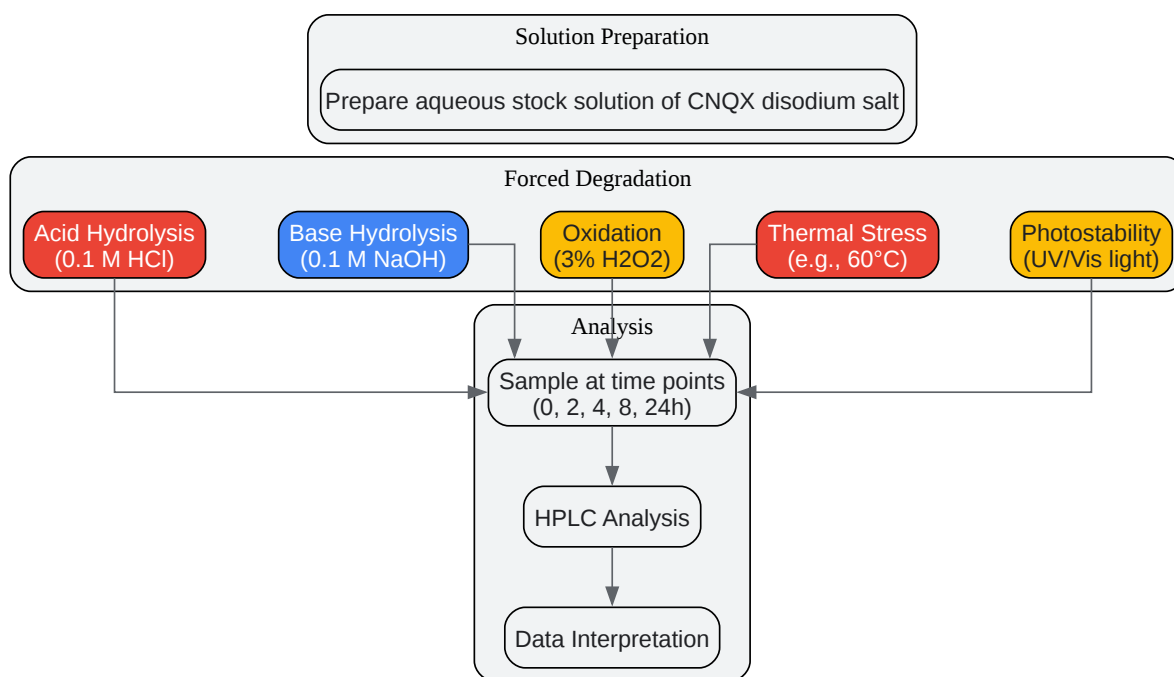 Solution Preparation
Prepare aqueous stock solution of CNQX disodium salt
Forced Degradation
Acid Hydrolysis
(0.1 M HCl)
Base Hydrolysis
(0.1 M NaOH)
Oxidation
(3% H2O2)
Thermal Stress
(e.g., 60°C)
Photostability
(UV/Vis light)
Analysis
Sample at time points
(0, 2, 4, 8, 24h)
HPLC Analysis
Data Interpretation